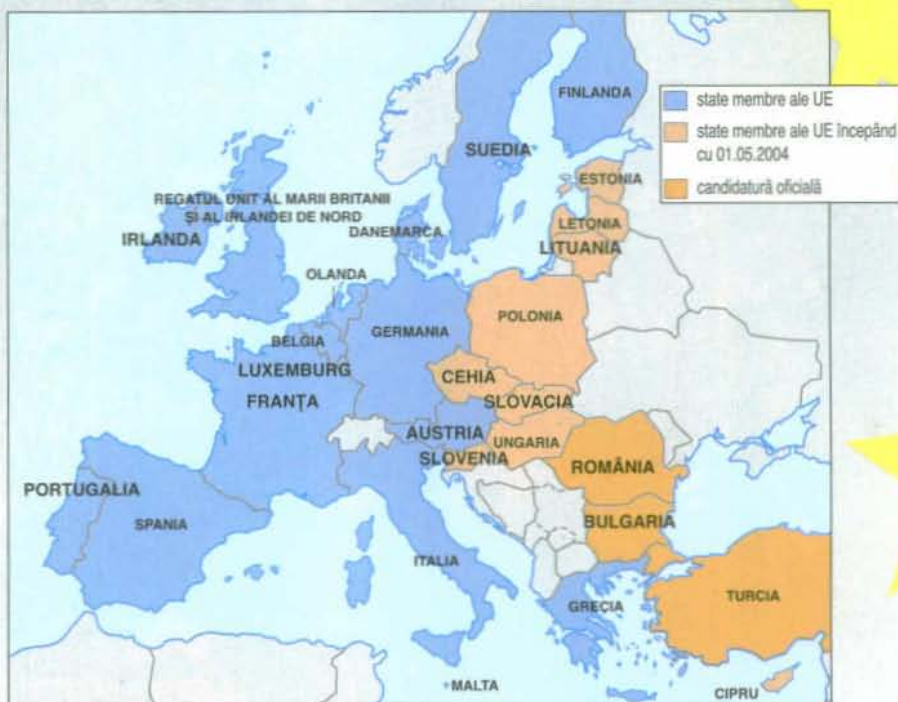 FINLANDA
SUEDIA
state membre ale UE
state membre ale UE începând
cu 01.05.2004
candidatură oficială
ESTONIA
LETONIA
LITUANIA
REGATUL UNIT AL MARII BRITANII
ȘI AL IRLANDEI DE NORD
IRLANDA
DANEMARCA
OLANDA
BELGIA
GERMANIA
POLONIA
LUXEMBURG
FRANȚA
CEHIA
SLOVACIA
AUSTRIA
UNGARIA
SLOVENIA
ROMÂNIA
BULGARIA
PORTUGALIA
SPANIA
ITALIA
GRECIA
TURCIA
MALTA
CIPRU